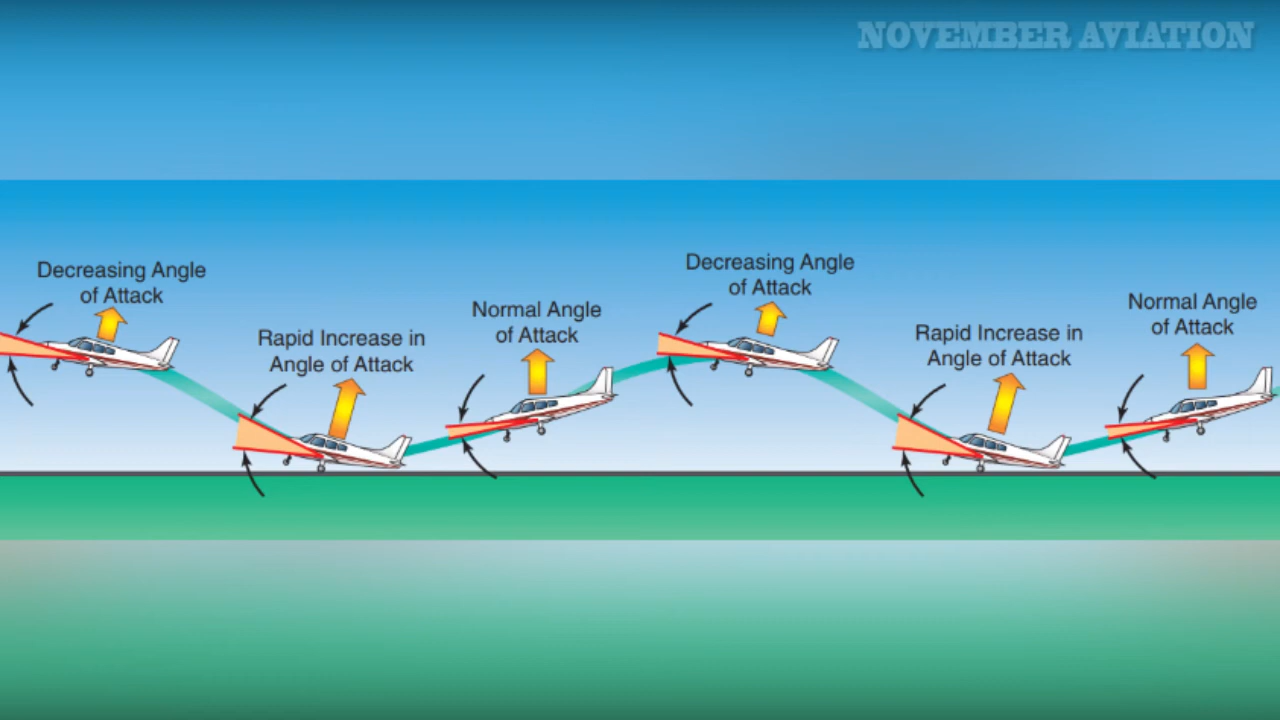 NOVEMBER AVIATION
Decreasing Angle
of Attack
Rapid Increase in
Angle of Attack
Normal Angle
of Attack
Decreasing Angle
of Attack
Rapid Increase in
Angle of Attack
Normal Angle
of Attack